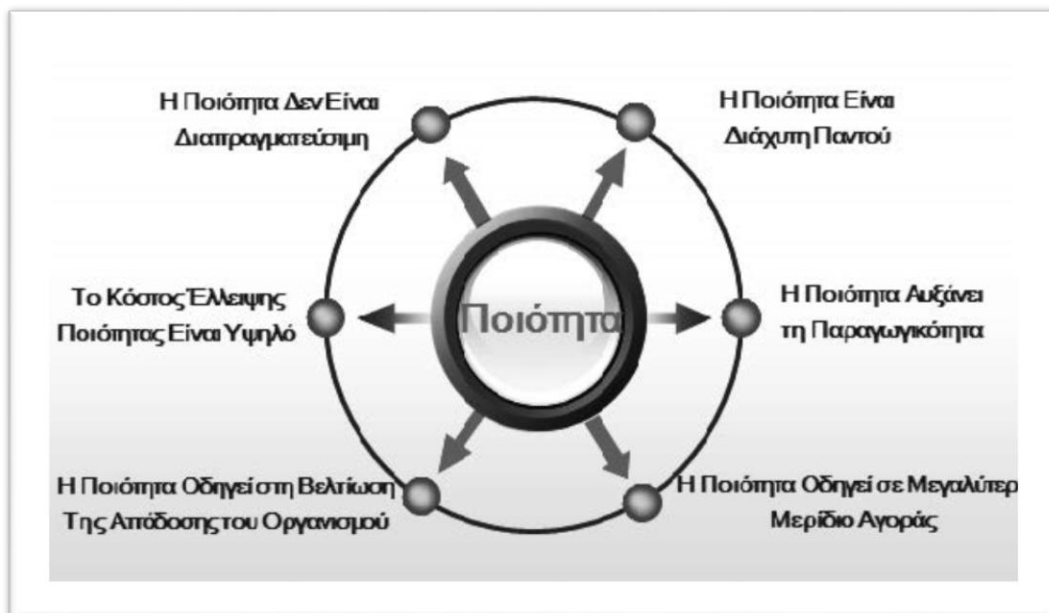 Η Ποιότητα Δεν Είναι
Διαπραγματεύσιμη
Η Ποιότητα Είναι
Διάχυτη Παντού
Το Κόστος Έλλειψης
Ποιότητας Είναι Υψηλό
Ποιότητα
Η Ποιότητα Αυξάνει
τη Παραγωγικότητα
Η Ποιότητα Οδηγεί στη Βελτίωση
Της Απόδοσης του Οργανισμού
Η Ποιότητα Οδηγεί σε Μεγαλύτερ
Μερίδιο Αγοράς